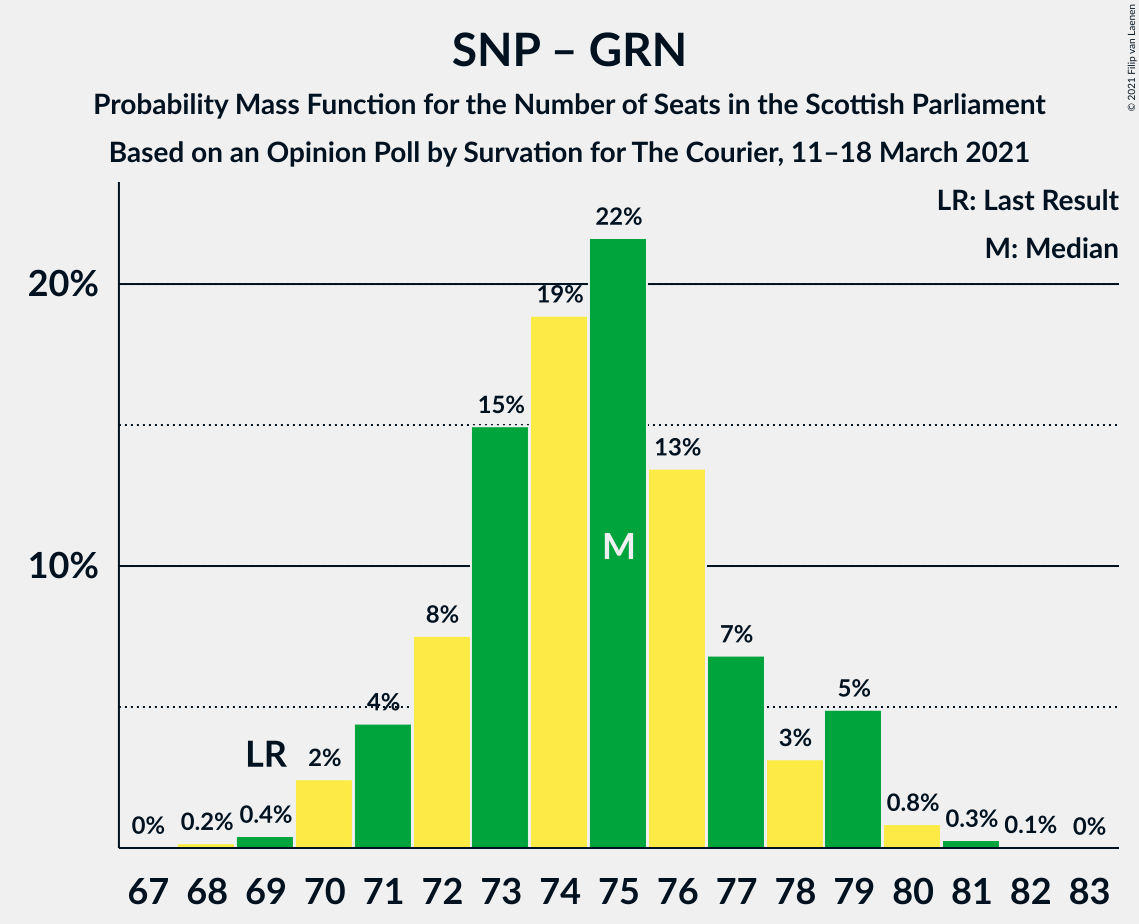 SNP – GRN
Probability Mass Function for the Number of Seats in the Scottish Parliament
Based on an Opinion Poll by Survation for The Courier, 11–18 March 2021
© 2021 Filip van Laenen
LR: Last Result
M: Median
20%
10%
0%
0.2%
0.4%
LR
2%
4%
8%
15%
19%
22%
M
13%
7%
3%
5%
0.8%
0.3%
0.1%
0%
67 68 69 70 71 72 73 74 75 76 77 78 79 80 81 82 83